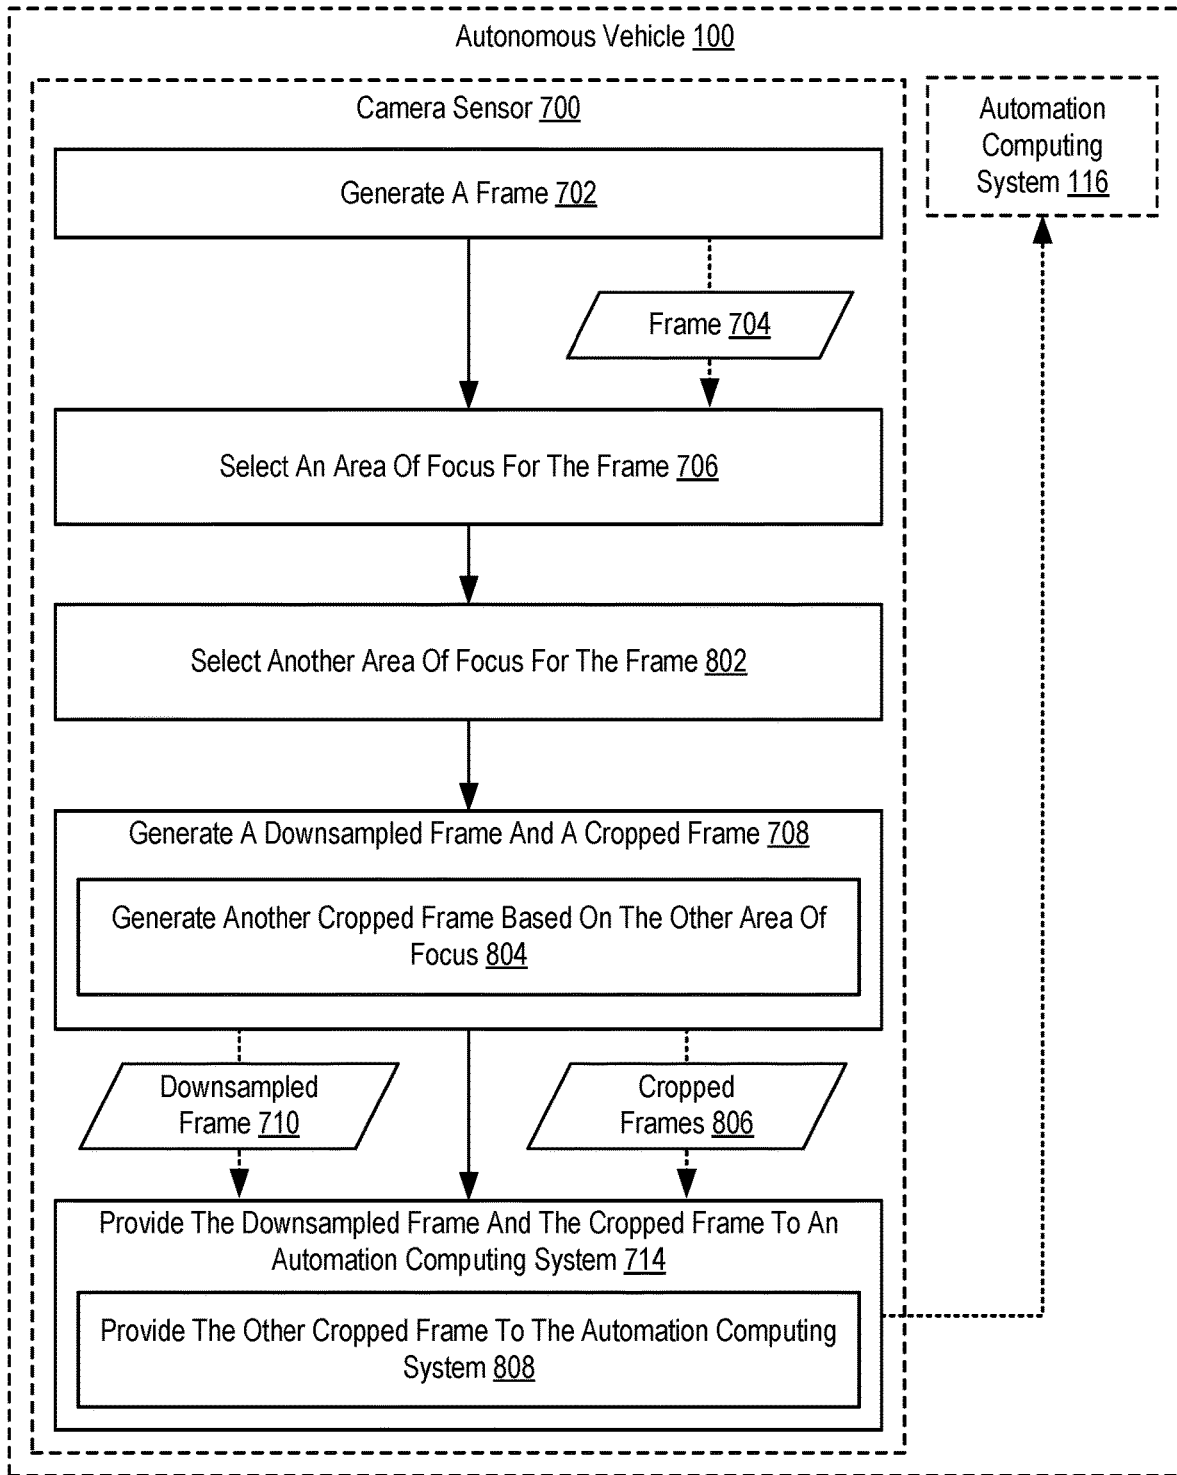 Autonomous Vehicle 100
Camera Sensor 700
Automation
Computing
System 116
Generate A Frame 702
Frame 704
Select An Area Of Focus For The Frame 706
Select Another Area Of Focus For The Frame 802
Generate A Downsampled Frame And A Cropped Frame 708
Generate Another Cropped Frame Based On The Other Area Of
Focus 804
Downsampled
Frame 710
Cropped
Frames 806
Provide The Downsampled Frame And The Cropped Frame To An
Automation Computing System 714
Provide The Other Cropped Frame To The Automation Computing
System 808